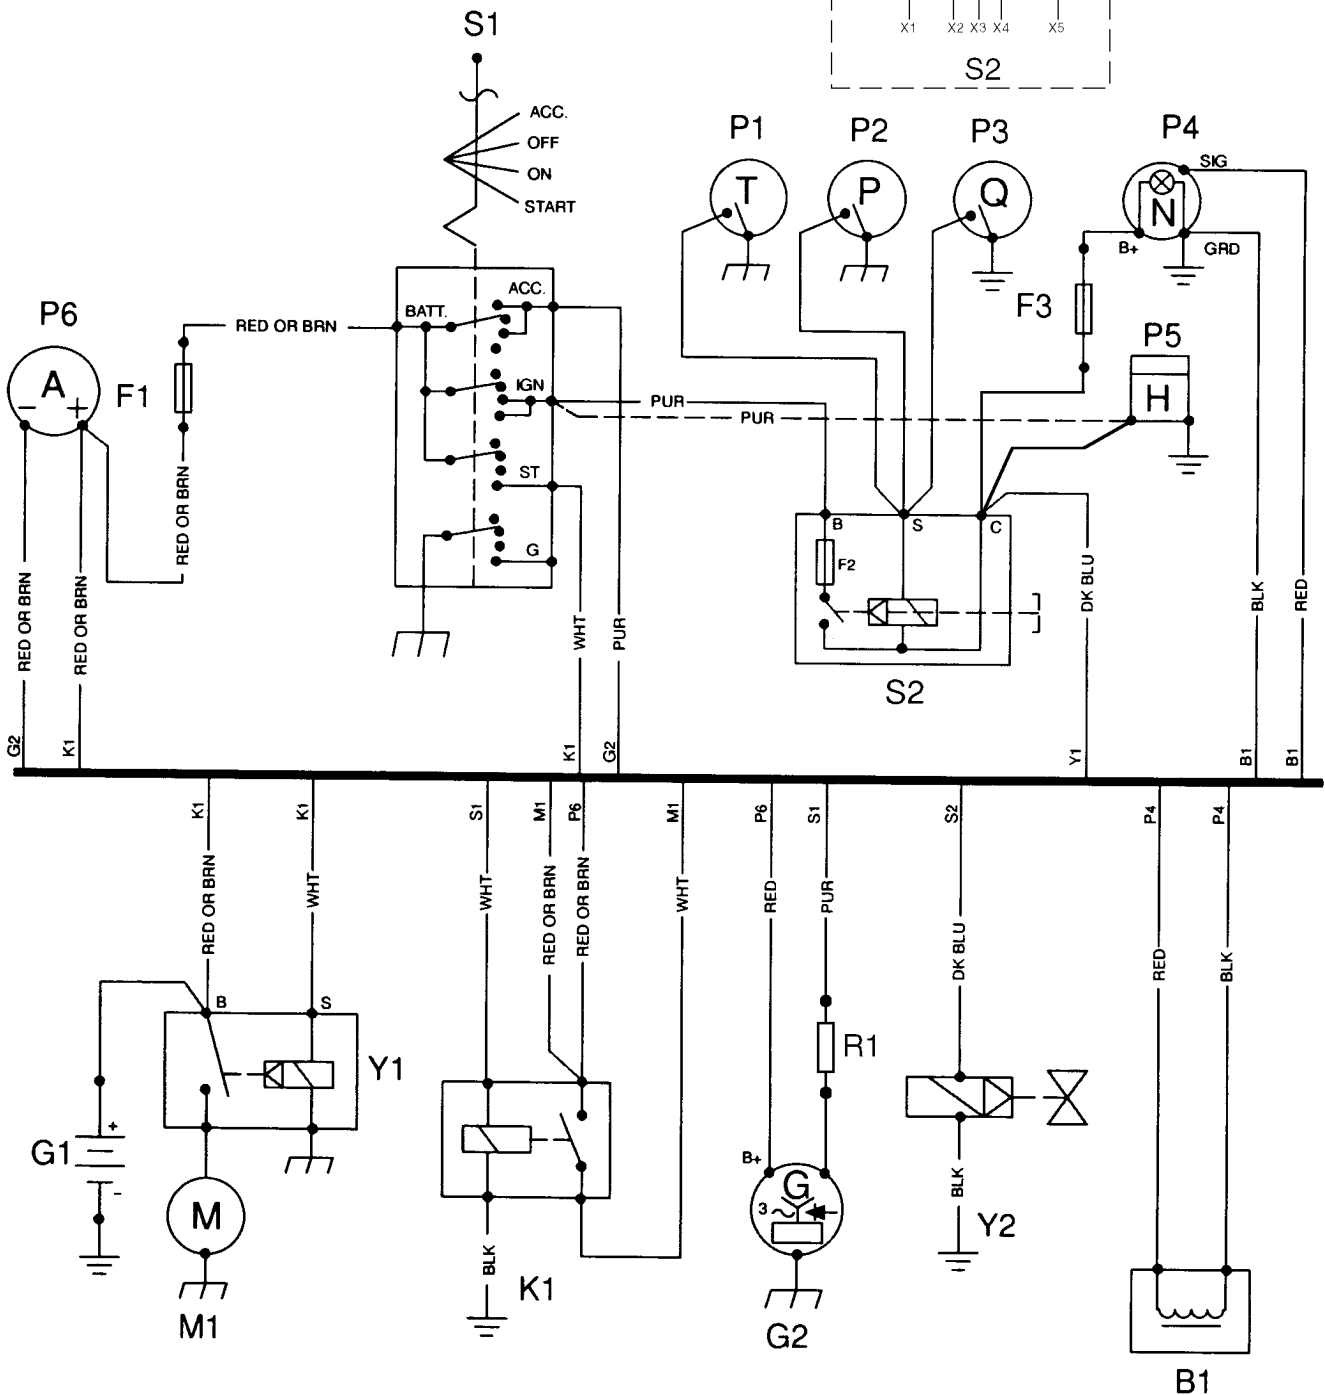 S1
X1 X2 X3 X4 X5
S2
ACC.
OFF
ON
START
P1 P2 P3 P4
T P Q N
SIG
B+ GRD
F3
P5
H
P6
A
- +
F1
RED OR BRN
BATT.
ACC.
IGN
ST
G
PUR
PUR
B S C
F2
S2
RED OR BRN
RED OR BRN
RED OR BRN
WHT
PUR
DK BLU
BLK
RED
G2 K1 K1 G2 Y1 B1 B1
K1 K1 S1 M1 P6 M1 P6 S1 S2 P4 P4
RED OR BRN
WHT
WHT
RED OR BRN
RED OR BRN
WHT
RED
PUR
DK BLU
RED
BLK
B S
Y1
R1
G1
+
-
M
M1
BLK
K1
B+
G
3
G2
BLK
Y2
B1